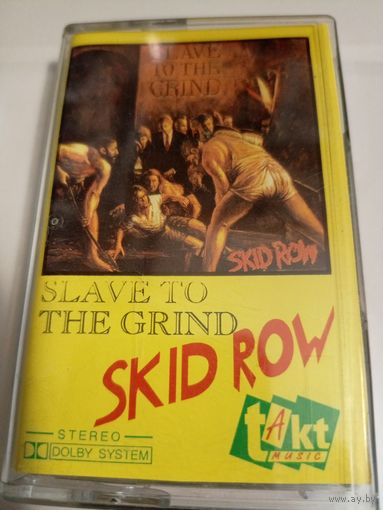 SLAVE
TO THE
GRIND
SKID ROW
SLAVE TO
THE GRIND
SKID ROW
STEREO
DOLBY SYSTEM
tAkt
MUSIC
www.ay.by